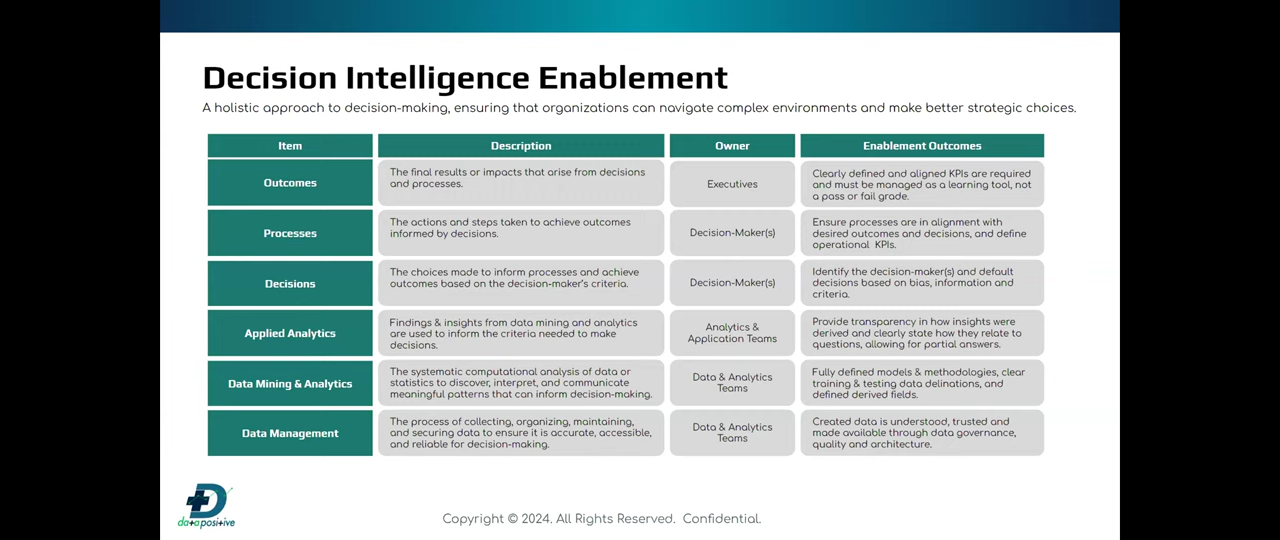 Decision Intelligence Enablement
A holistic approach to decision-making, ensuring that organizations can navigate complex environments and make better strategic choices.
Item
Description
Owner
Enablement Outcomes
Outcomes
The final results or impacts that arise from decisions
and processes.
Executives
Clearly defined and aligned KPIs are required
and must be managed as a learning tool, not
a pass or fail grade.
Processes
The actions and steps taken to achieve outcomes
informed by decisions.
Decision-Maker(s)
Ensure processes are in alignment with
desired outcomes and decisions, and define
operational KPIs.
Decisions
The choices made to inform processes and achieve
outcomes based on the decision-maker's criteria.
Decision-Maker(s)
Identify the decision-maker(s) and default
decisions based on bias, information and
criteria.
Applied Analytics
Findings & insights from data mining and analytics
are used to inform the criteria needed to make
decisions.
Analytics &
Application Teams
Provide transparency in how insights were
derived and clearly state how they relate to
questions, allowing for partial answers.
Data Mining & Analytics
The systematic computational analysis of data or
statistics to discover, interpret, and communicate
meaningful patterns that can inform decision-making.
Data & Analytics
Teams
Fully defined models & methodologies, clear
training & testing data delinations, and
defined derived fields.
Data Management
The process of collecting, organizing, maintaining,
and securing data to ensure it is accurate, accessible,
and reliable for decision-making.
Data & Analytics
Teams
Created data is understood, trusted and
made available through data governance,
quality and architecture.
data positive
Copyright © 2024. All Rights Reserved. Confidential.